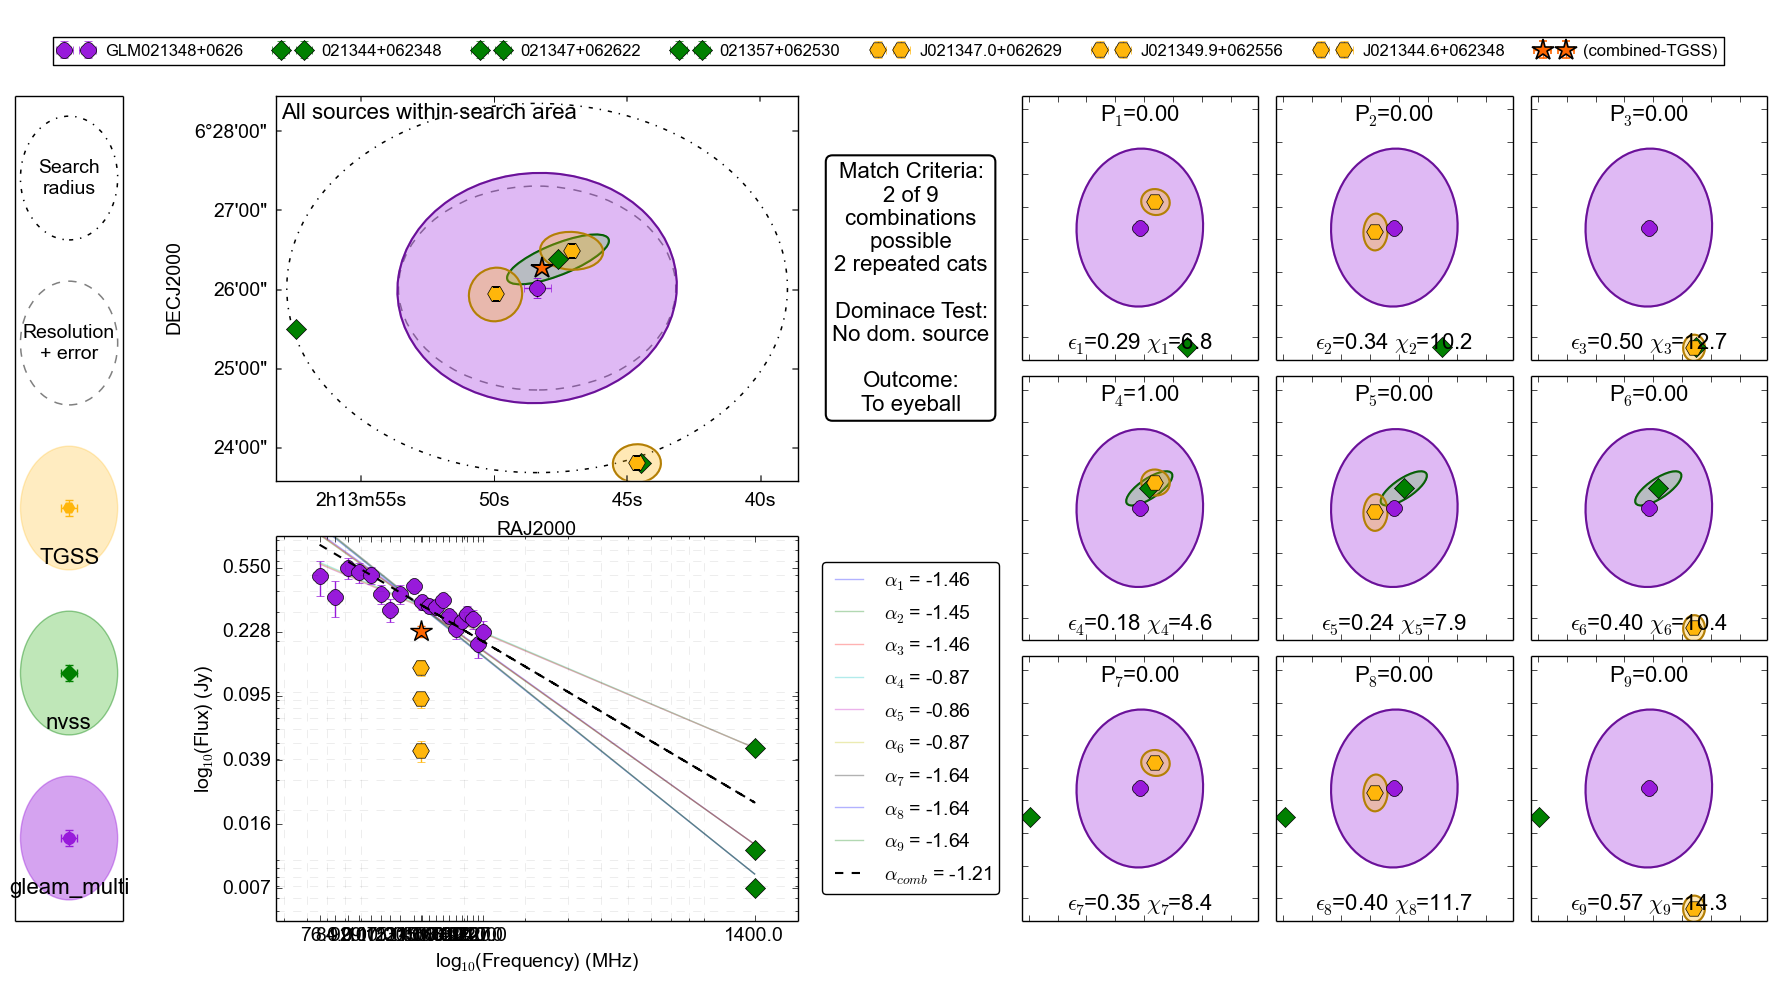 GLM021348+0626 021344+062348 021347+062622 021357+062530 J021347.0+062629 J021349.9+062556 J021344.6+062348 (combined-TGSS)
Search
radius
Resolution
+ error
TGSS
nvss
gleam_multi
All sources within search area
DECJ2000
6°28'00"
27'00"
26'00"
25'00"
24'00"
2h13m55s 50s 45s 40s
RAJ2000
Match Criteria:
2 of 9
combinations
possible
2 repeated cats
Dominace Test:
No dom. source
Outcome:
To eyeball
log10(Flux) (Jy)
0.550
0.228
0.095
0.039
0.016
0.007
1400.0
log10(Frequency) (MHz)
α1 = -1.46
α2 = -1.45
α3 = -1.46
α4 = -0.87
α5 = -0.86
α6 = -0.87
α7 = -1.64
α8 = -1.64
α9 = -1.64
αcomb = -1.21
P1=0.00
ϵ1=0.29 χ1=6.8
P2=0.00
ϵ2=0.34 χ2=10.2
P3=0.00
ϵ3=0.50 χ3=12.7
P4=1.00
ϵ4=0.18 χ4=4.6
P5=0.00
ϵ5=0.24 χ5=7.9
P6=0.00
ϵ6=0.40 χ6=10.4
P7=0.00
ϵ7=0.35 χ7=8.4
P8=0.00
ϵ8=0.40 χ8=11.7
P9=0.00
ϵ9=0.57 χ9=14.3